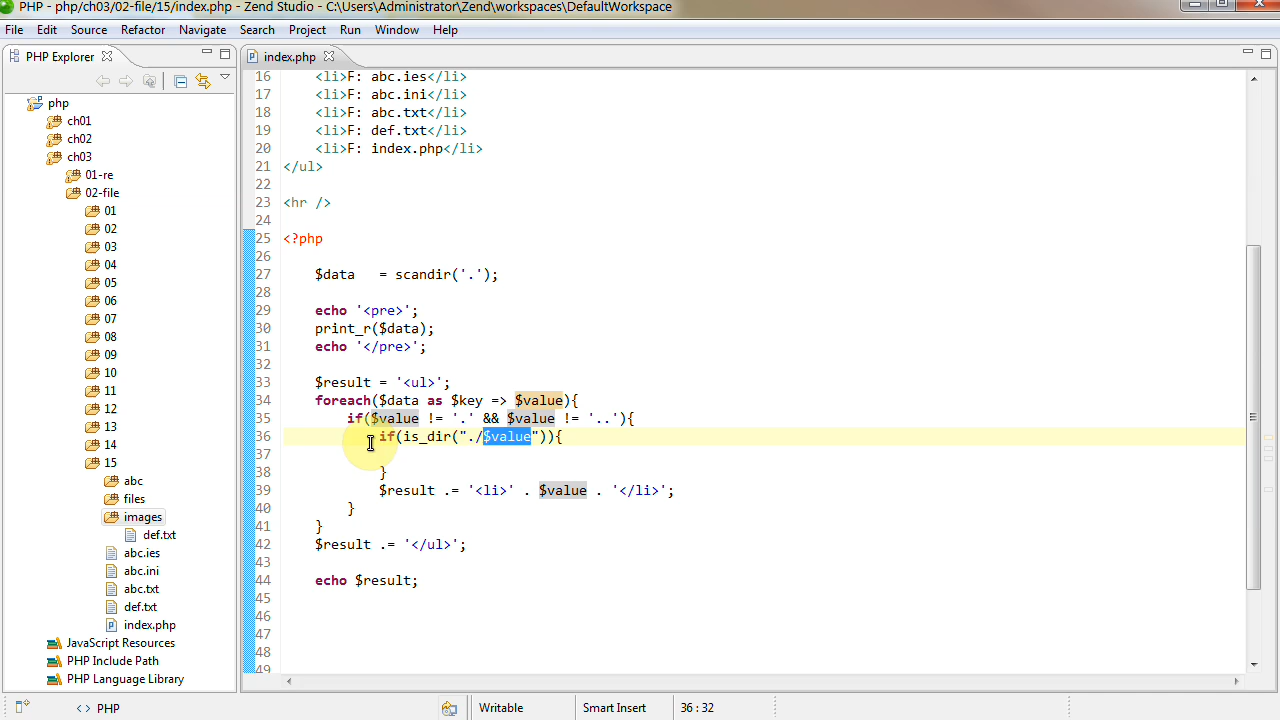 PHP - php/ch03/02-file/15/index.php - Zend Studio - C:\Users\Administrator\Zend\workspaces\DefaultWorkspace
File Edit Source Refactor Navigate Search Project Run Window Help
PHP Explorer
php
ch01
ch02
ch03
01-re
02-file
01
02
03
04
05
06
07
08
09
10
11
12
13
14
15
abc
files
images
def.txt
abc.ies
abc.ini
abc.txt
def.txt
index.php
JavaScript Resources
PHP Include Path
PHP Language Library
index.php
16 <li>F: abc.ies</li>
17 <li>F: abc.ini</li>
18 <li>F: abc.txt</li>
19 <li>F: def.txt</li>
20 <li>F: index.php</li>
21 </ul>
22
23 <hr />
24
25 <?php
26
27 $data   = scandir('.');
28
29 echo '<pre>';
30 print_r($data);
31 echo '</pre>';
32
33 $result = '<ul>';
34 foreach($data as $key => $value){
35 if($value != '.' && $value != '..'){
36 if(is_dir("./$value")){
37
38 }
39 $result .= '<li>' . $value . '</li>';
40 }
41 }
42 $result .= '</ul>';
43
44 echo $result;
45
46
47
48
49
<> PHP Writable Smart Insert 36 : 32